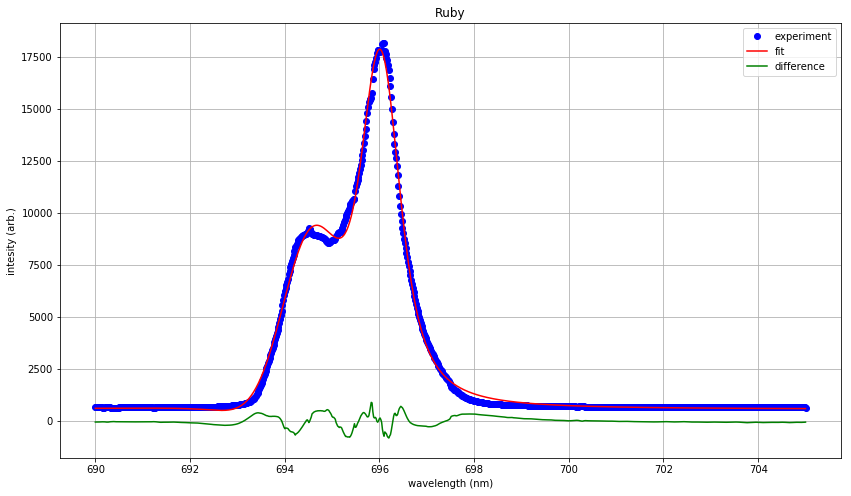 Ruby
experiment
fit
difference
17500
15000
12500
10000
7500
5000
2500
0
intesity (arb.)
690 692 694 696 698 700 702 704
wavelength (nm)